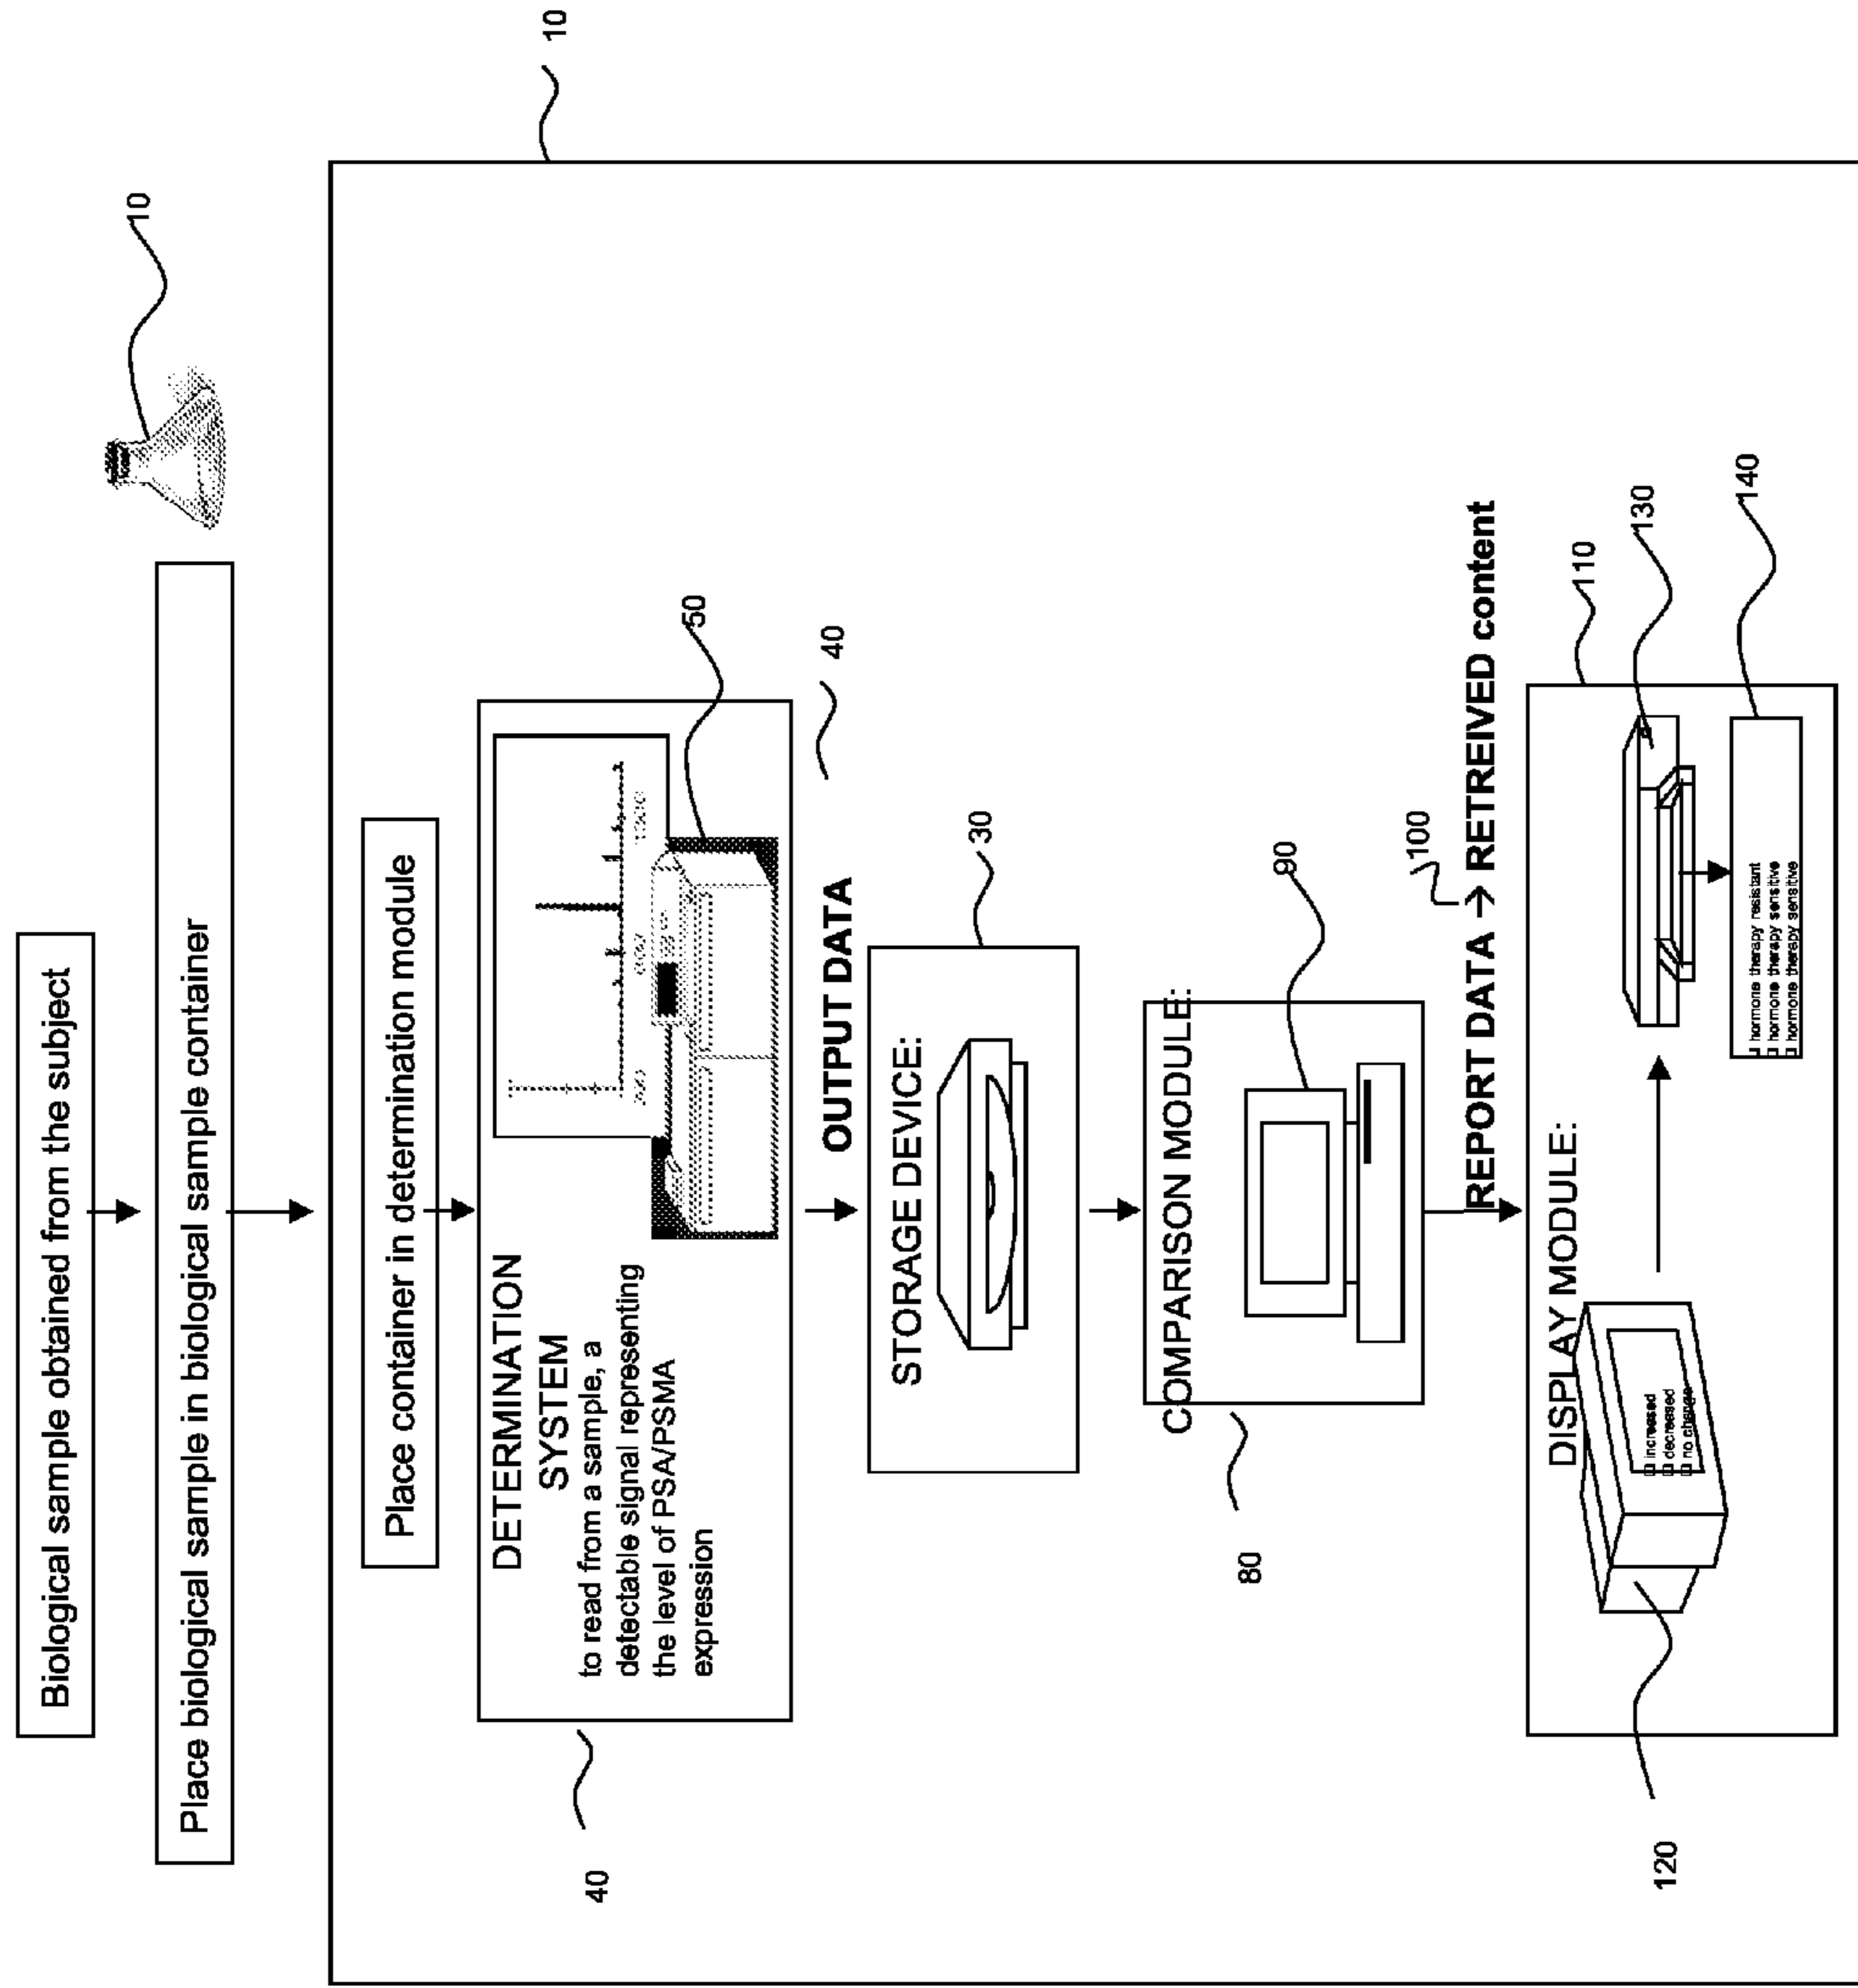 Biological sample obtained from the subject
Place biological sample in biological sample container
10
10
Place container in determination module
DETERMINATION
SYSTEM
to read from a sample, a
detectable signal representing
the level of PSA/PSMA
expression
40
50
OUTPUT DATA
40
STORAGE DEVICE:
30
COMPARISON MODULE:
80
90
100
REPORT DATA → RETREIVED content
DISPLAY MODULE:
110
increased
decreased
no change
120
130
140
hormone therapy resistant
hormone therapy sensitive
hormone therapy sensitive